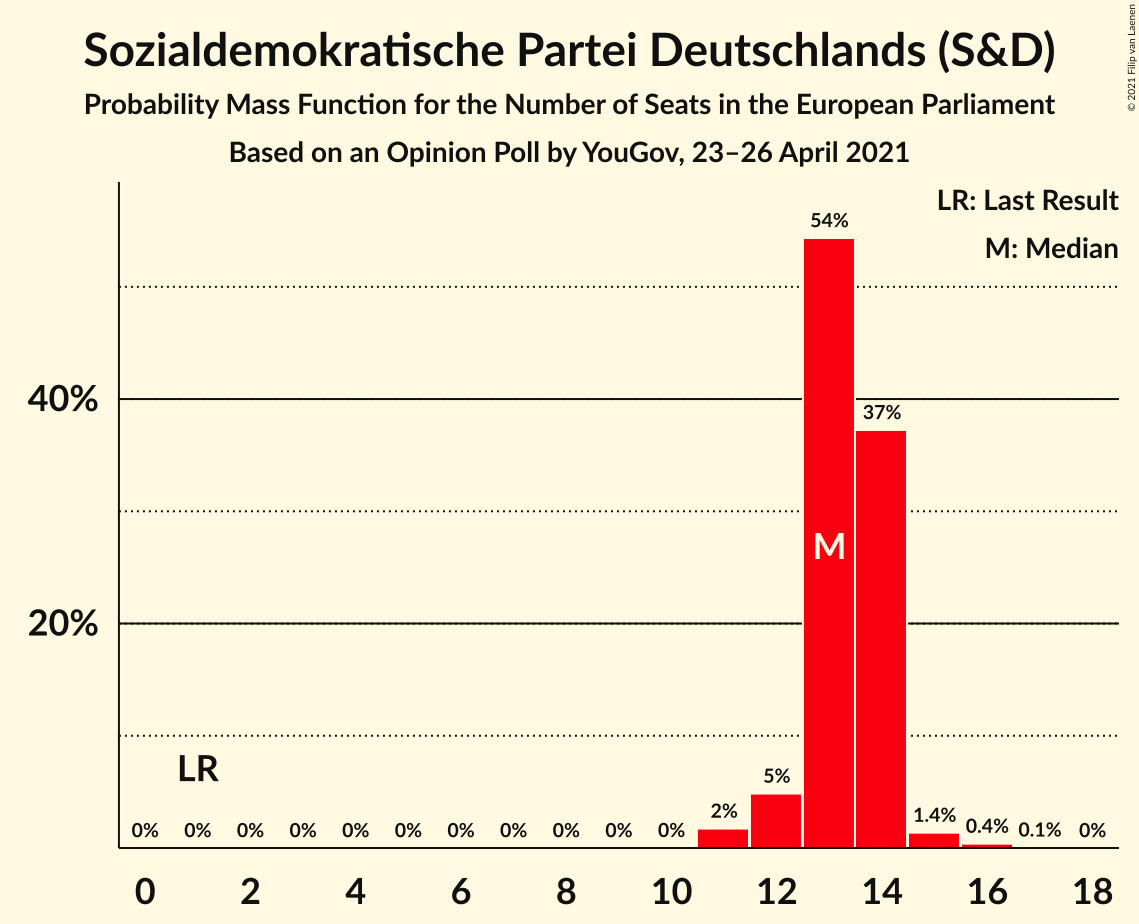 Sozialdemokratische Partei Deutschlands (S&D)
Probability Mass Function for the Number of Seats in the European Parliament
Based on an Opinion Poll by YouGov, 23–26 April 2021
© 2021 Filip van Laenen
LR: Last Result
M: Median
54%
40%
37%
M
20%
LR
0% 0% 0% 0% 0% 0% 0% 0% 0% 0% 0% 2% 5% 1.4% 0.4% 0.1% 0%
0 2 4 6 8 10 12 14 16 18